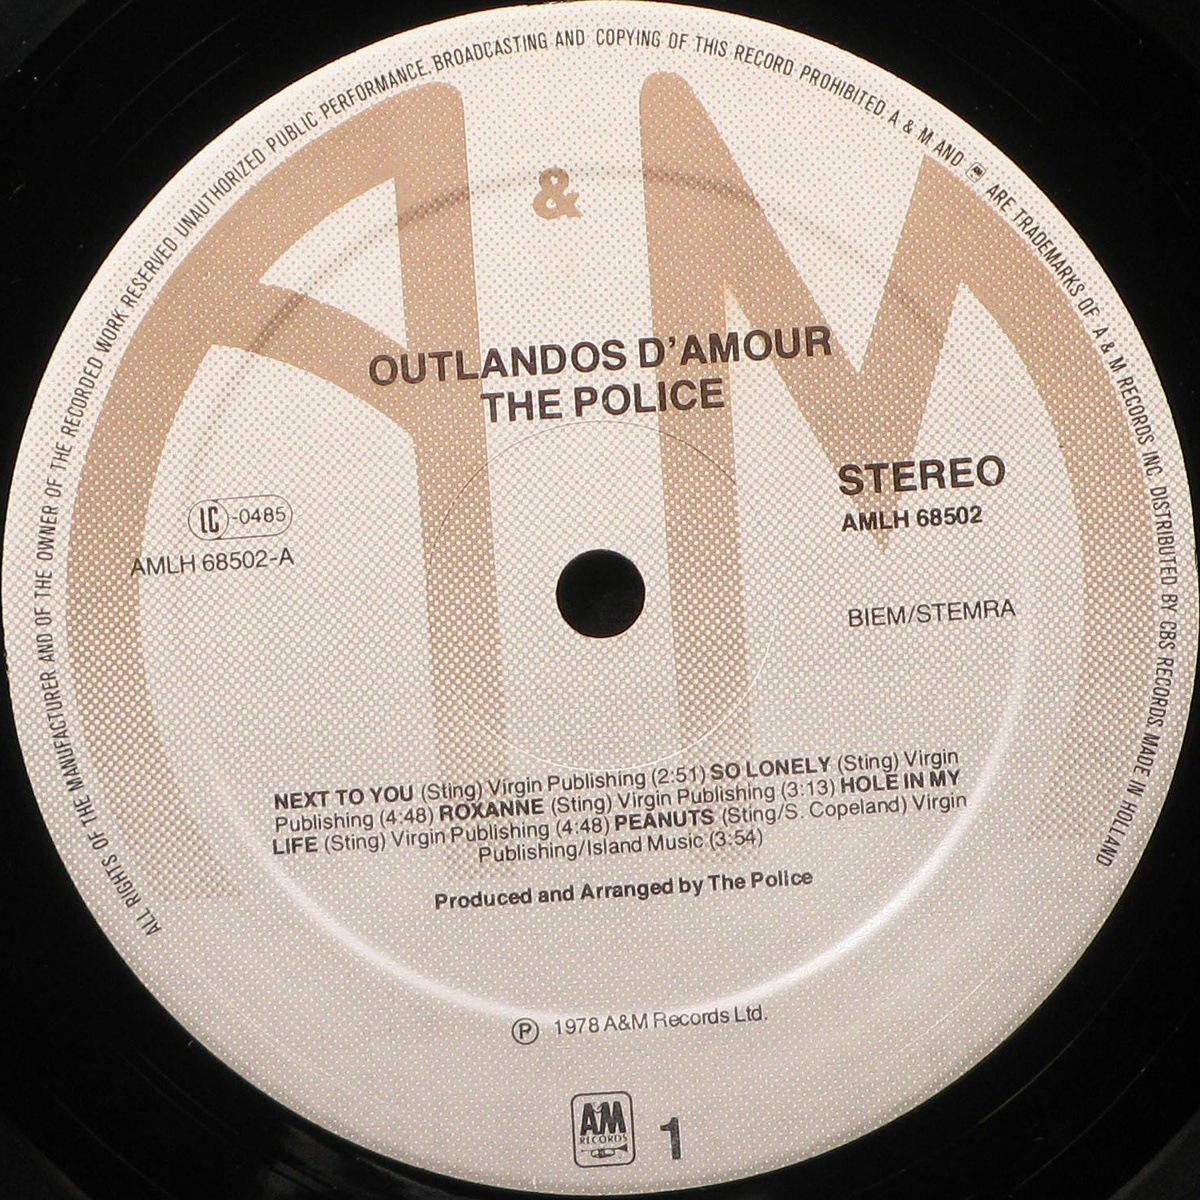 ALL RIGHTS OF THE MANUFACTURER AND OF THE OWNER OF THE RECORDED WORK RESERVED UNAUTHORIZED PUBLIC PERFORMANCE, BROADCASTING AND COPYING OF THIS RECORD PROHIBITED A & M AND ARE TRADEMARKS OF A & M RECORDS INC. DISTRIBUTED BY CBS RECORDS MADE IN HOLLAND
A & M
OUTLANDOS D'AMOUR
THE POLICE
STEREO
AMLH 68502
LC-0485
AMLH 68502-A
BIEM/STEMRA
NEXT TO YOU (Sting) Virgin Publishing (2:51) SO LONELY (Sting) Virgin
Publishing (4:48) ROXANNE (Sting) Virgin Publishing (3:13) HOLE IN MY
LIFE (Sting) Virgin Publishing (4:48) PEANUTS (Sting/S. Copeland) Virgin
Publishing/Island Music (3:54)
Produced and Arranged by The Police
℗ 1978 A&M Records Ltd.
AM
RECORDS
1